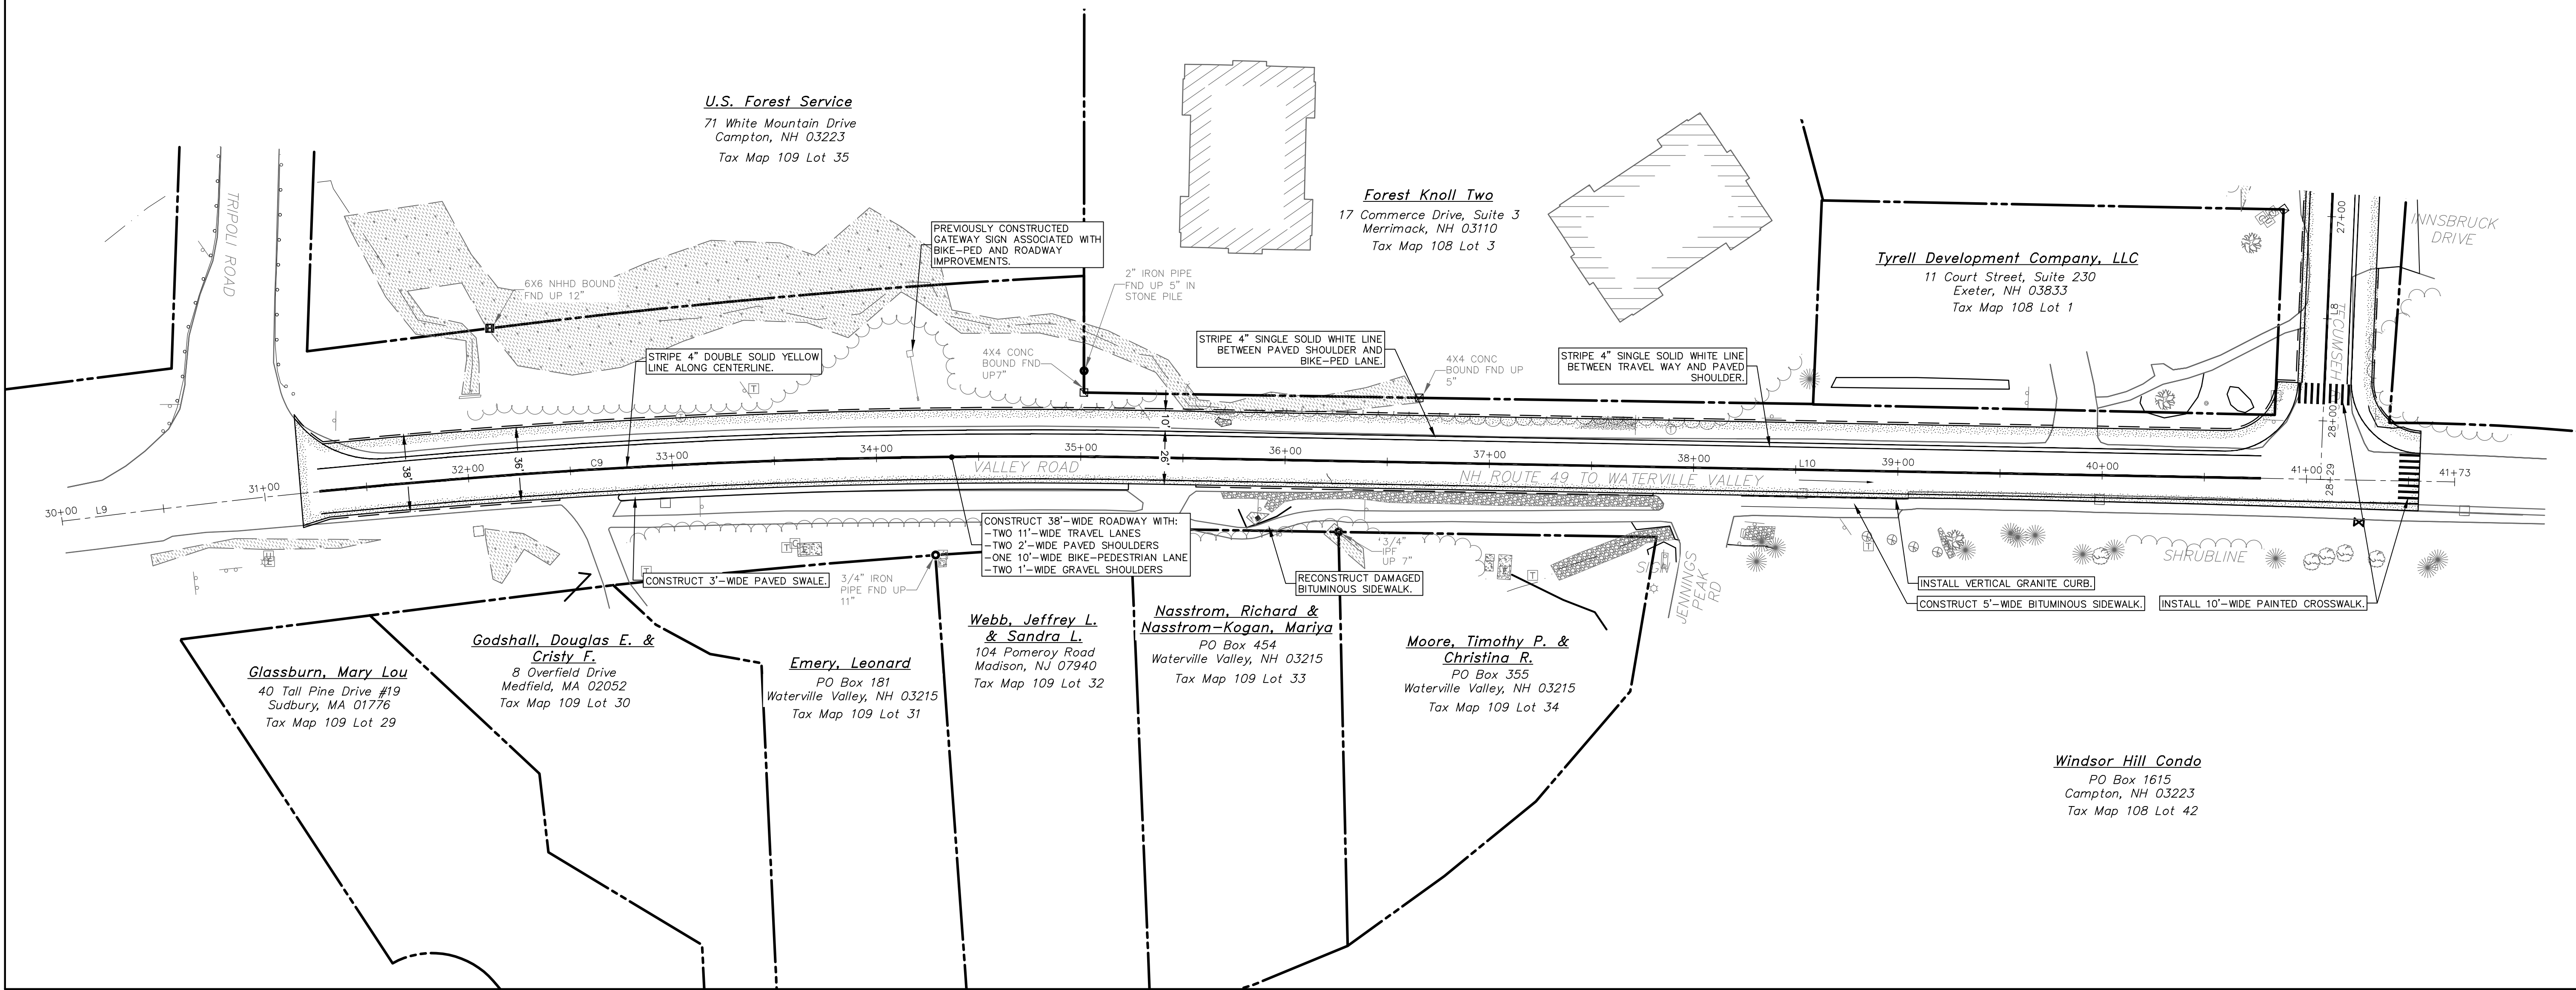 U.S. Forest Service
71 White Mountain Drive
Campton, NH 03223
Tax Map 109 Lot 35
Forest Knoll Two
17 Commerce Drive, Suite 3
Merrimack, NH 03110
Tax Map 108 Lot 3
Tyrell Development Company, LLC
11 Court Street, Suite 230
Exeter, NH 03833
Tax Map 108 Lot 1
INNSBRUCK
DRIVE
TRIPOLI ROAD
TECUMSEH
27+00
L8
28+00
28+29
PREVIOUSLY CONSTRUCTED
GATEWAY SIGN ASSOCIATED WITH
BIKE-PED AND ROADWAY
IMPROVEMENTS.
6X6 NHHD BOUND
FND UP 12"
2" IRON PIPE
FND UP 5" IN
STONE PILE
4X4 CONC
BOUND FND
UP7"
STRIPE 4" DOUBLE SOLID YELLOW
LINE ALONG CENTERLINE.
STRIPE 4" SINGLE SOLID WHITE LINE
BETWEEN PAVED SHOULDER AND
BIKE-PED LANE.
4X4 CONC
BOUND FND UP
5"
STRIPE 4" SINGLE SOLID WHITE LINE
BETWEEN TRAVEL WAY AND PAVED
SHOULDER.
T
10'
26'
38'
36'
30+00
L9
31+00
32+00
C9
33+00
34+00
35+00
36+00
37+00
38+00
L10
39+00
40+00
41+00
41+73
VALLEY ROAD
NH ROUTE 49 TO WATERVILLE VALLEY
CONSTRUCT 38'-WIDE ROADWAY WITH:
-TWO 11'-WIDE TRAVEL LANES
-TWO 2'-WIDE PAVED SHOULDERS
-ONE 10'-WIDE BIKE-PEDESTRIAN LANE
-TWO 1'-WIDE GRAVEL SHOULDERS
CONSTRUCT 3'-WIDE PAVED SWALE.
3/4" IRON
PIPE FND UP
11"
3/4"
IPF
UP 7"
RECONSTRUCT DAMAGED
BITUMINOUS SIDEWALK.
SIGN
JENNINGS
PEAK
RD
SHRUBLINE
INSTALL VERTICAL GRANITE CURB.
CONSTRUCT 5'-WIDE BITUMINOUS SIDEWALK.
INSTALL 10'-WIDE PAINTED CROSSWALK.
Glassburn, Mary Lou
40 Tall Pine Drive #19
Sudbury, MA 01776
Tax Map 109 Lot 29
Godshall, Douglas E. &
Cristy F.
8 Overfield Drive
Medfield, MA 02052
Tax Map 109 Lot 30
Emery, Leonard
PO Box 181
Waterville Valley, NH 03215
Tax Map 109 Lot 31
Webb, Jeffrey L.
& Sandra L.
104 Pomeroy Road
Madison, NJ 07940
Tax Map 109 Lot 32
Nasstrom, Richard &
Nasstrom-Kogan, Mariya
PO Box 454
Waterville Valley, NH 03215
Tax Map 109 Lot 33
Moore, Timothy P. &
Christina R.
PO Box 355
Waterville Valley, NH 03215
Tax Map 109 Lot 34
Windsor Hill Condo
PO Box 1615
Campton, NH 03223
Tax Map 108 Lot 42